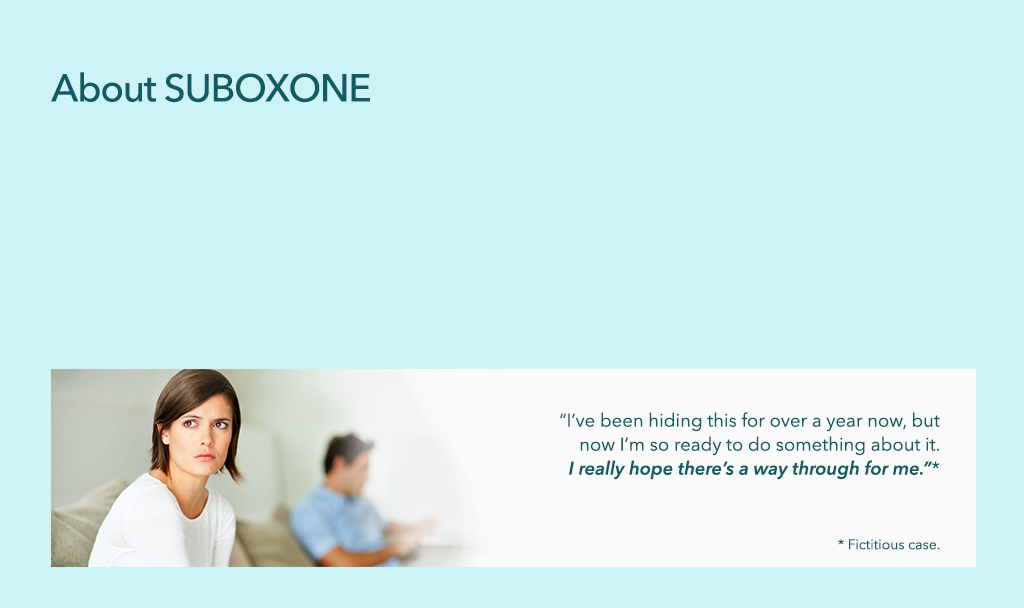 About SUBOXONE
“I’ve been hiding this for over a year now, but
now I’m so ready to do something about it.
I really hope there’s a way through for me.”*
* Fictitious case.